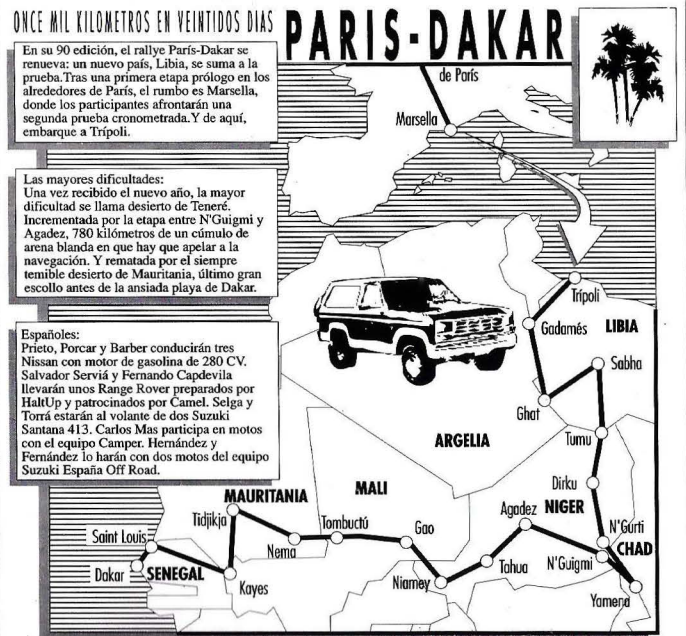 ONCE MIL KILOMETROS EN VEINTIDOS DIAS
PARIS-DAKAR
En su 90 edición, el rallye París-Dakar se
renueva: un nuevo país, Libia, se suma a la
prueba.Tras una primera etapa prólogo en los
alrededores de París, el rumbo es Marsella,
donde los participantes afrontarán una
segunda prueba cronometrada.Y de aquí,
embarque a Trípoli.
Las mayores dificultades:
Una vez recibido el nuevo año, la mayor
dificultad se llama desierto de Teneré.
Incrementada por la etapa entre N'Guigmi y
Agadez, 780 kilómetros de un cúmulo de
arena blanda en que hay que apelar a la
navegación. Y rematada por el siempre
temible desierto de Mauritania, último gran
escollo antes de la ansiada playa de Dakar.
Españoles:
Prieto, Porcar y Barber conducirán tres
Nissan con motor de gasolina de 280 CV.
Salvador Serviá y Fernando Capdevila
llevarán unos Range Rover preparados por
HaltUp y patrocinados por Camel. Selga y
Torrá estarán al volante de dos Suzuki
Santana 413. Carlos Mas participa en motos
con el equipo Camper. Hernández y
Fernández lo harán con dos motos del equipo
Suzuki España Off Road.
de París
Marsella
Trípoli
Gadamés
LIBIA
Sabha
Ghat
Tumu
ARGELIA
Dirku
MALI
MAURITANIA
Tidjikja
Tombuctú
Gao
Agadez
NIGER
N'Gurti
CHAD
Saint Louis
Nema
N'Guigmi
Tahua
Dakar
SENEGAL
Kayes
Niamey
Yamena